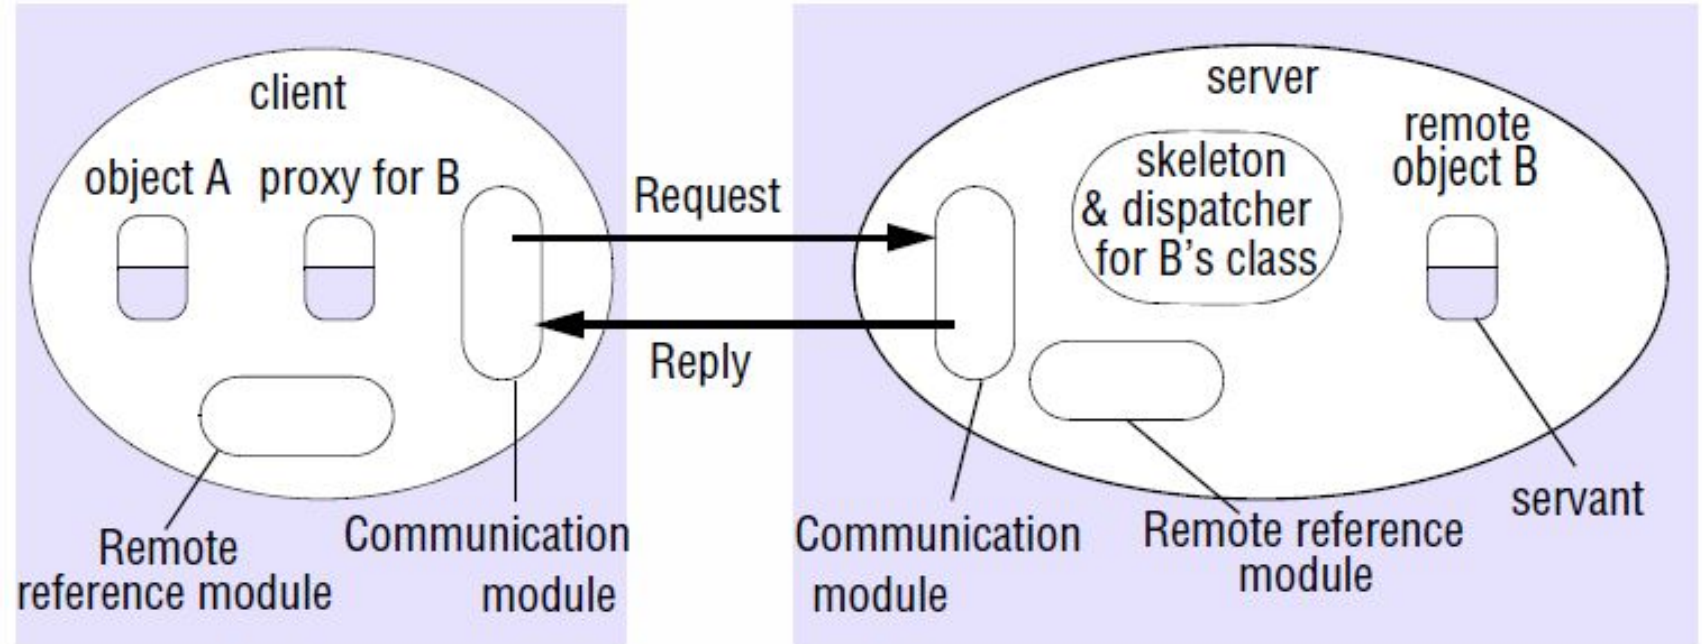 client
object A
proxy for B
Request
Reply
Remote
reference module
Communication
module
server
skeleton
& dispatcher
for B’s class
remote
object B
Communication
module
Remote reference
module
servant